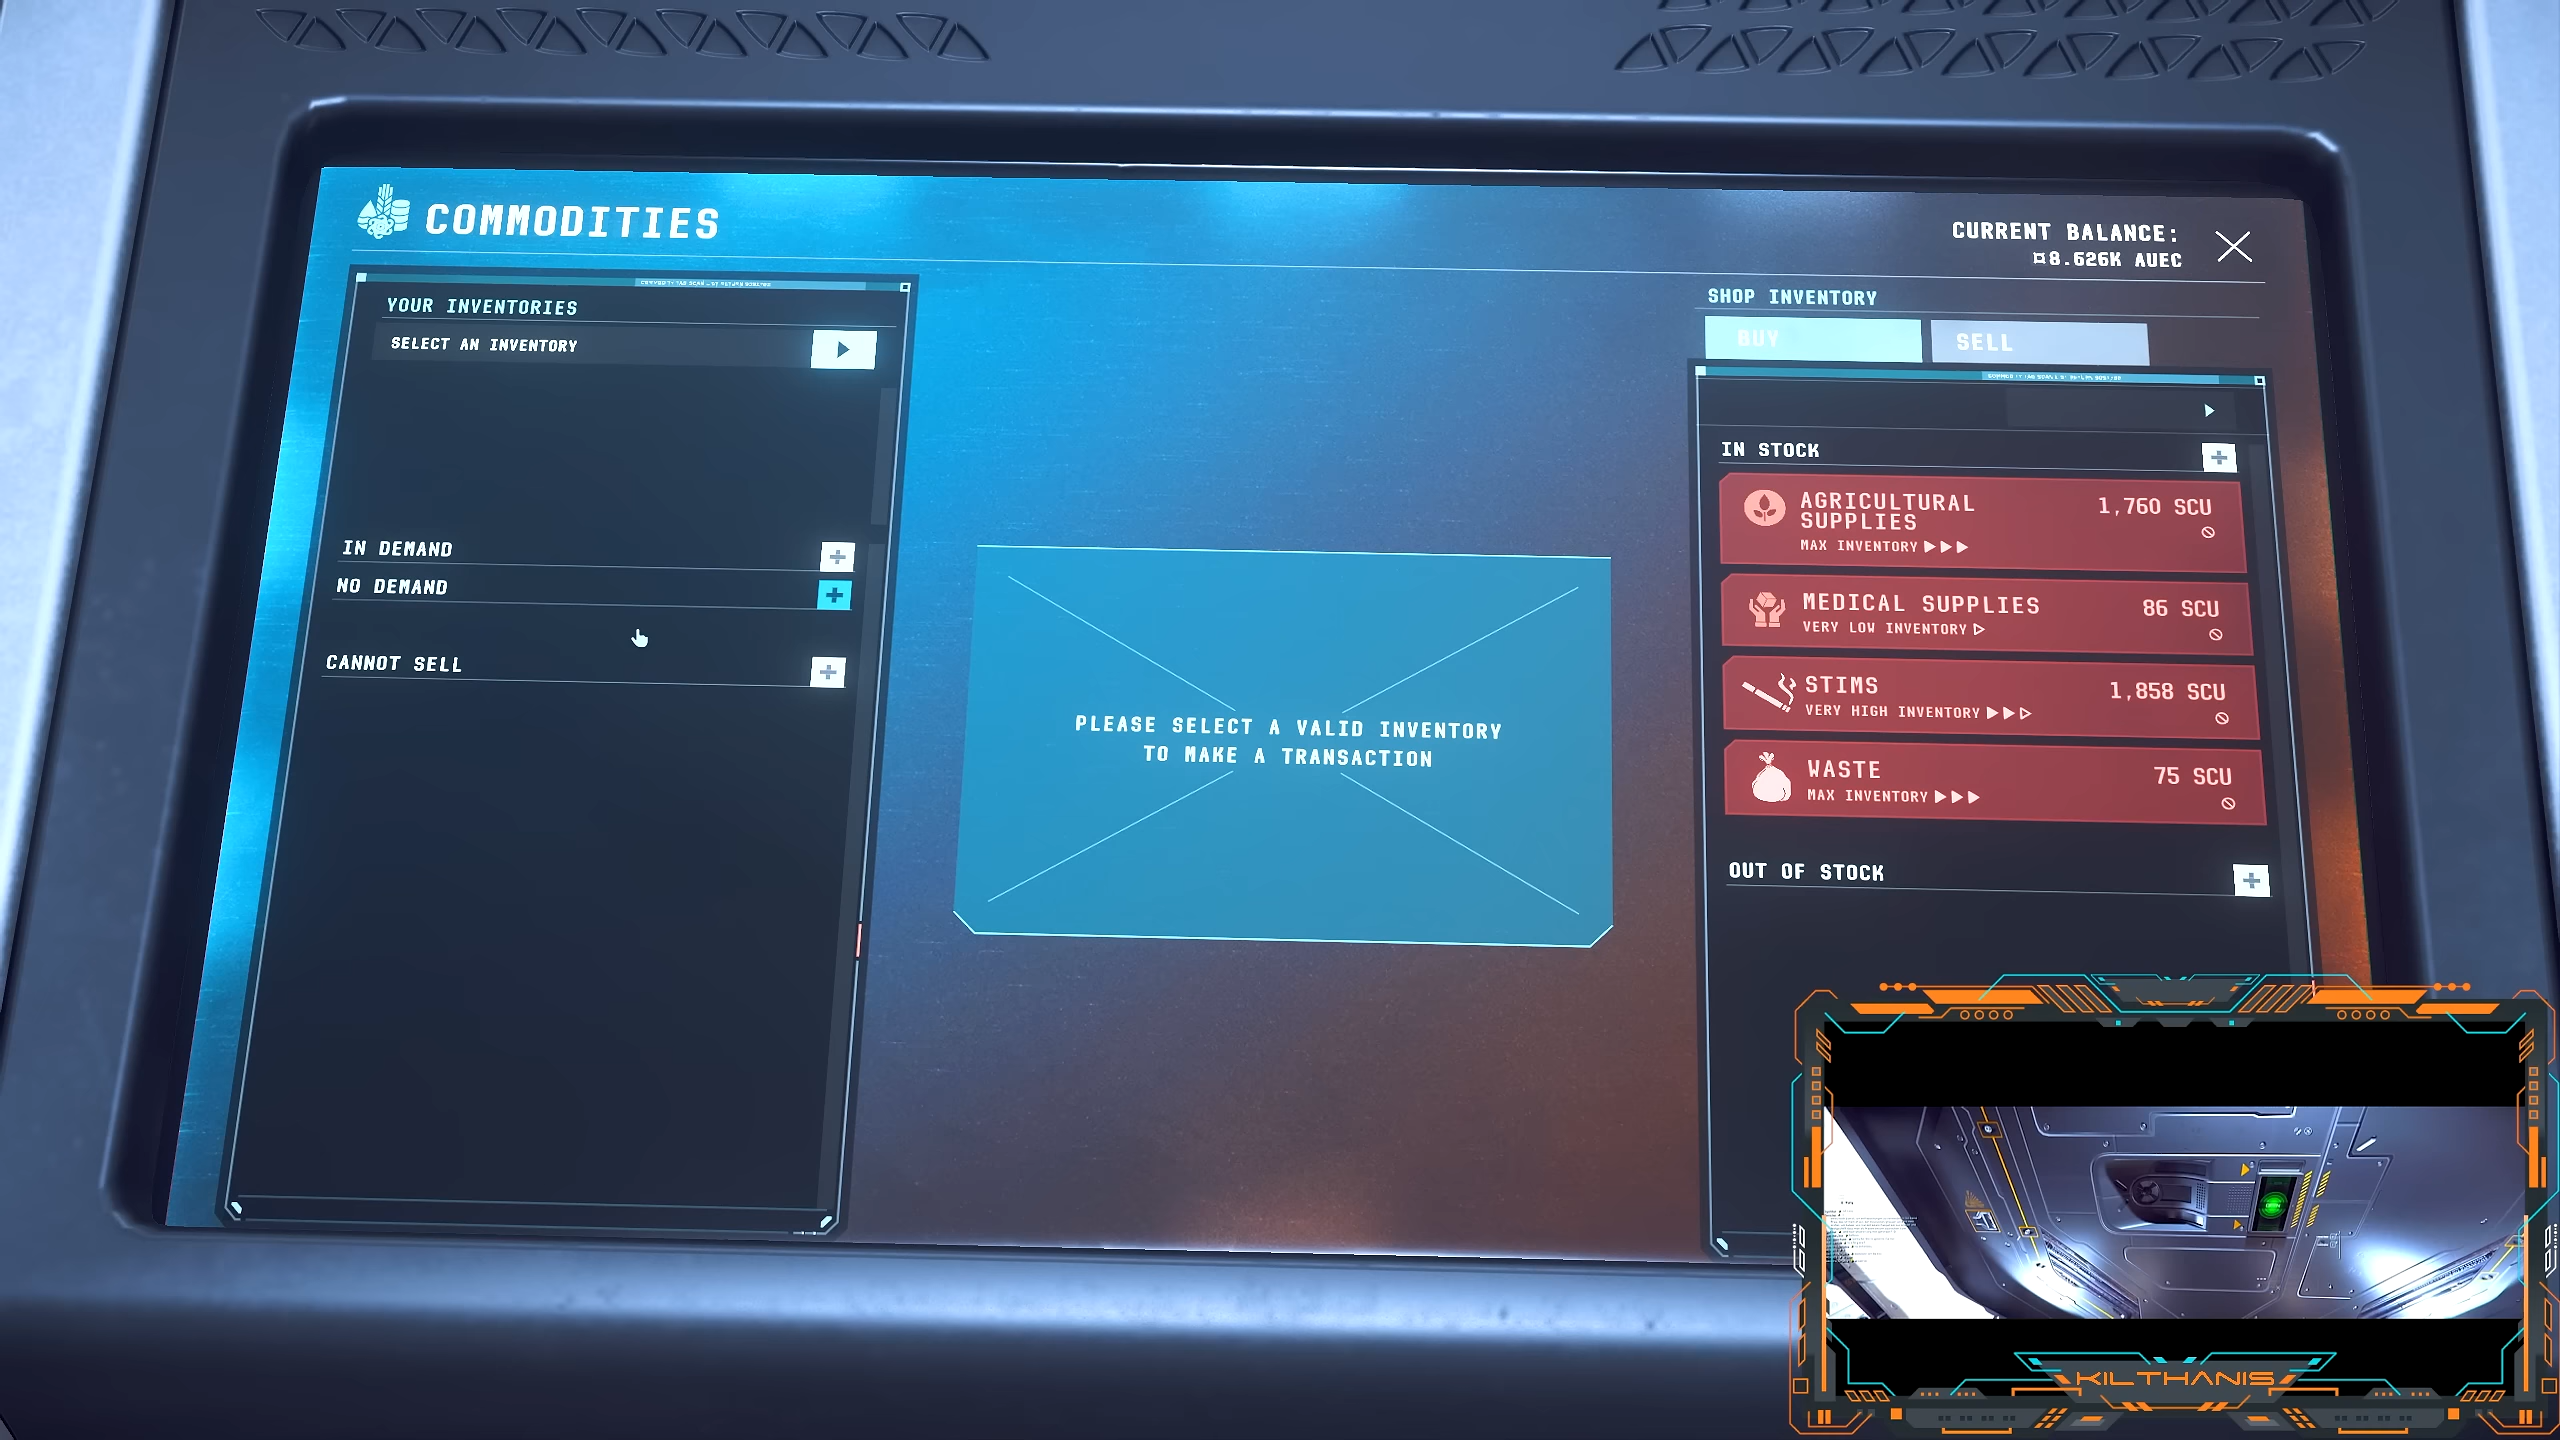 COMMODITIES
CURRENT BALANCE:
¤8.626K AUEC
YOUR INVENTORIES
SELECT AN INVENTORY
IN DEMAND
NO DEMAND
CANNOT SELL
PLEASE SELECT A VALID INVENTORY
TO MAKE A TRANSACTION
SHOP INVENTORY
BUY
SELL
IN STOCK
AGRICULTURAL
SUPPLIES
1,760 SCU
MAX INVENTORY
MEDICAL SUPPLIES
86 SCU
VERY LOW INVENTORY
STIMS
1,858 SCU
VERY HIGH INVENTORY
WASTE
75 SCU
MAX INVENTORY
OUT OF STOCK
KILTHANIS